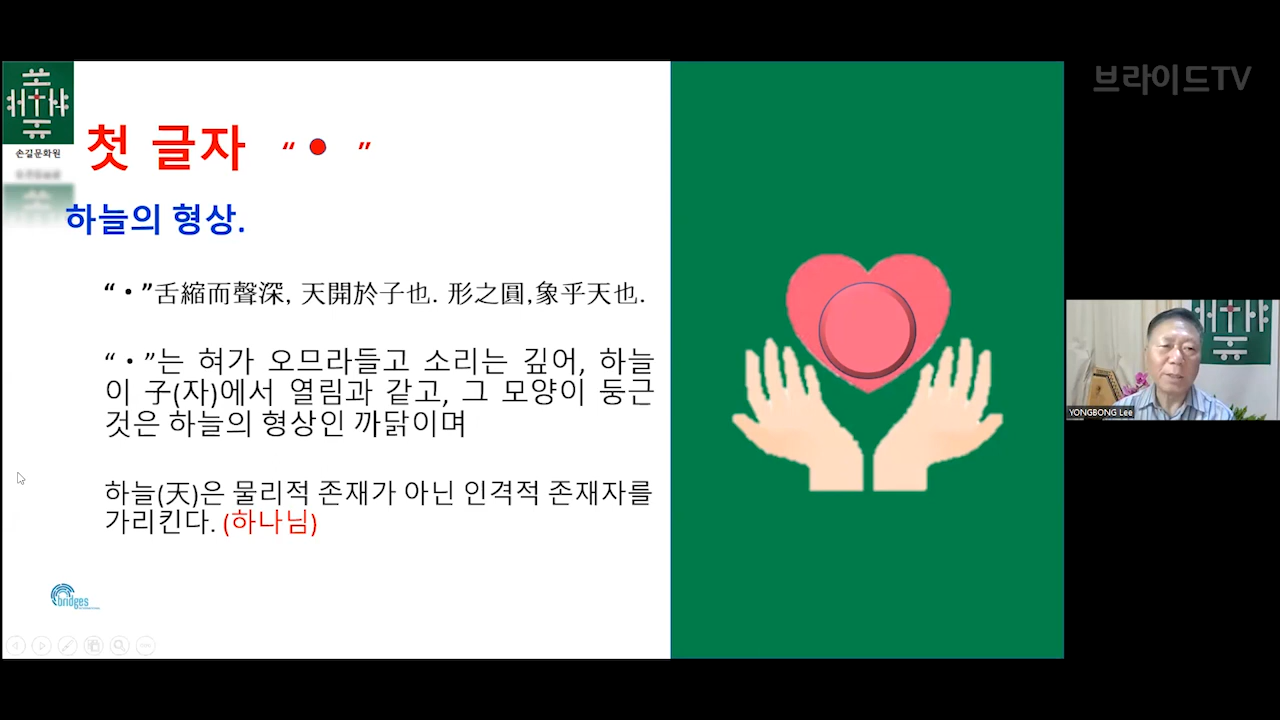 브라이드TV
손길문화원
첫 글자 “ ● ”
하늘의 형상.
“ • ”舌縮而聲深, 天開於子也. 形之圓,象乎天也.
“ • ”는 혀가 오므라들고 소리는 깊어, 하늘
이 子(자)에서 열림과 같고, 그 모양이 둥근
것은 하늘의 형상인 까닭이며
하늘(天)은 물리적 존재가 아닌 인격적 존재자를
가리킨다. (하나님)
bridges
YONGBONG Lee